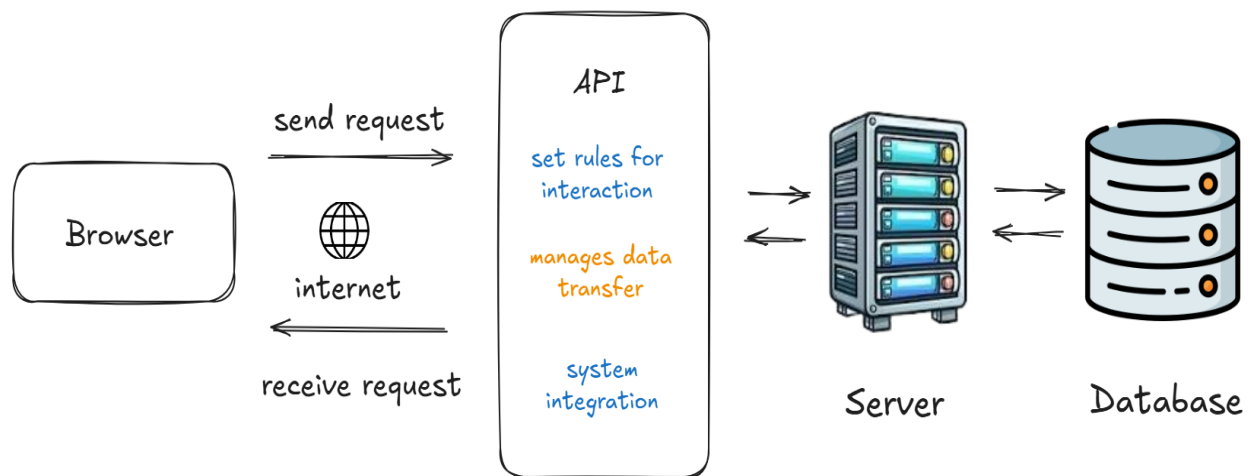 Browser
send request
internet
receive request
API
set rules for
interaction
manages data
transfer
system
integration
Server
Database